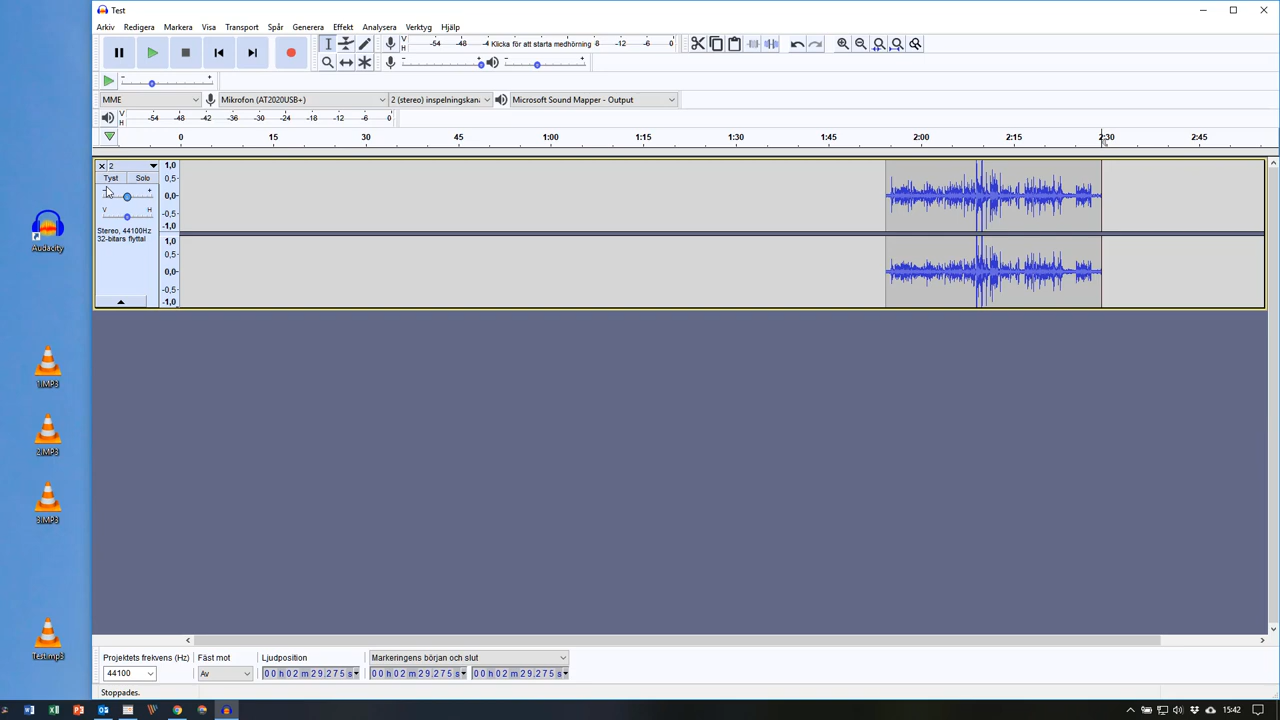 Test
Arkiv Redigera Markera Visa Transport Spår Generera Effekt Analysera Verktyg Hjälp
-54 -48 -4 Klicka för att starta medhörning 8 -12 -6 0
MME Mikrofon (AT2020USB+) 2 (stereo) inspelningskan. Microsoft Sound Mapper - Output
-54 -48 -42 -36 -30 -24 -18 -12 -6 0
0 15 30 45 1:00 1:15 1:30 1:45 2:00 2:15 2:30 2:45
2
Tyst Solo
V H
Stereo, 44100Hz
32-bitars flyttal
1,0
0,5
0,0
-0,5
-1,0
1,0
0,5
0,0
-0,5
-1,0
Audacity
1.MP3
2.MP3
3.MP3
Test.mp3
Projektets frekvens (Hz) Fäst mot Ljudposition Markeringens början och slut
44100 Av 00h02m29,275s 00h02m29,275s 00h02m29,275s
Stoppades.
15:42